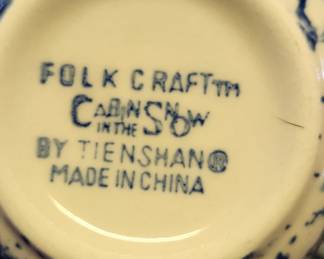 FOLK CRAFT™
CABIN IN THE SNOW
BY TIENSHAN®
MADE IN CHINA